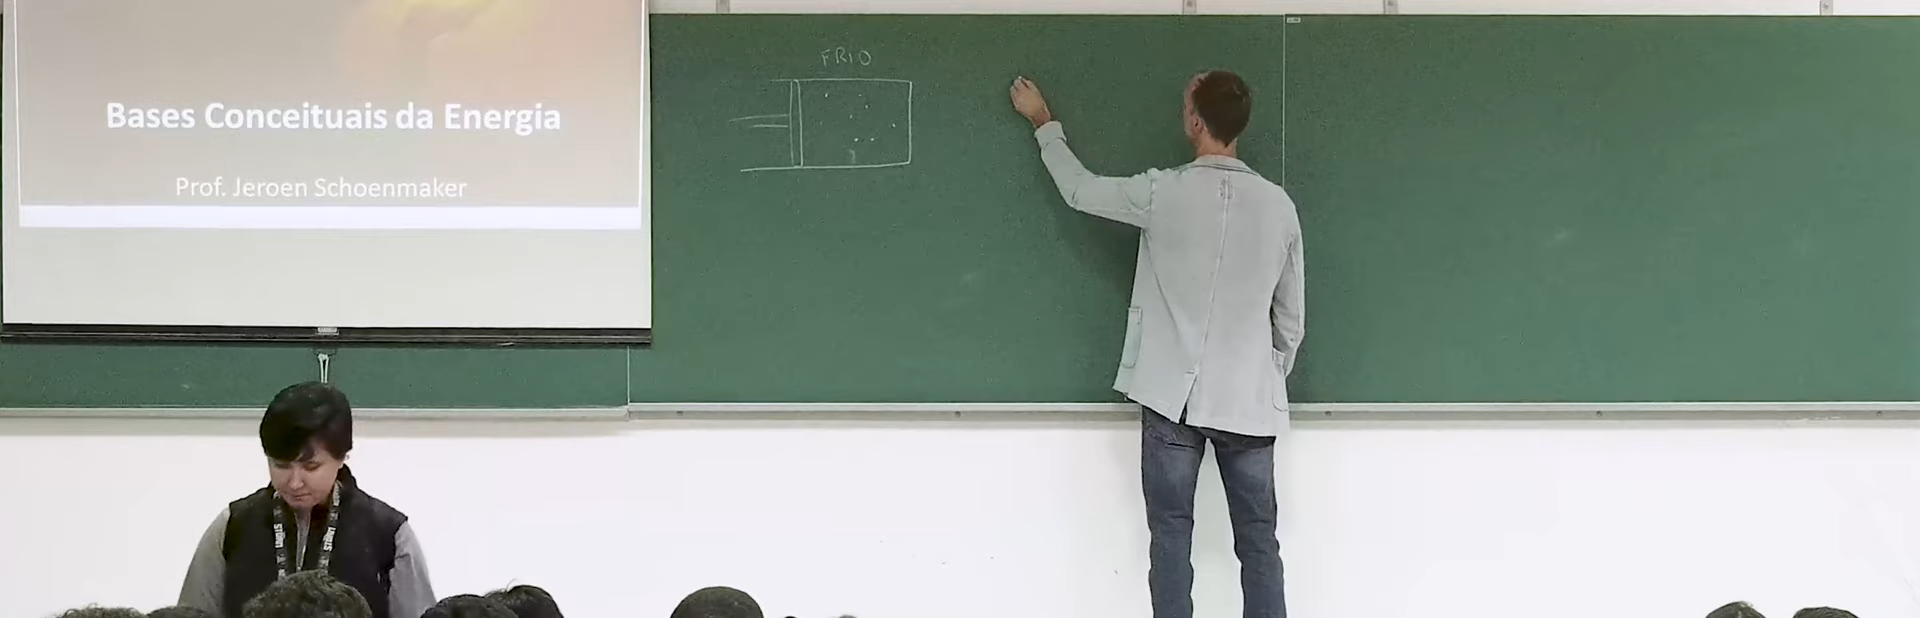 Bases Conceituais da Energia
Prof. Jeroen Schoenmaker
FRIO